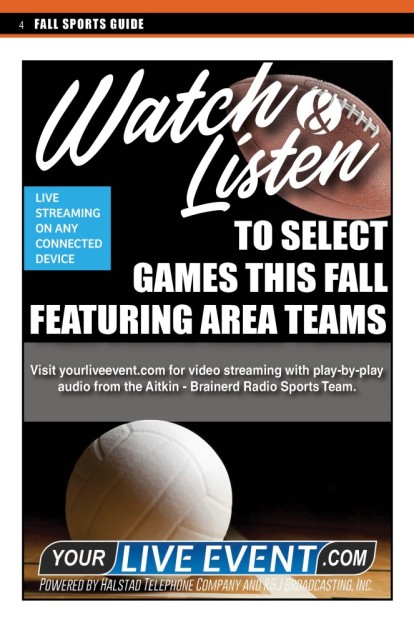 4 FALL SPORTS GUIDE
Watch &
Listen
LIVE
STREAMING
ON ANY
CONNECTED
DEVICE
TO SELECT
GAMES THIS FALL
FEATURING AREA TEAMS
Visit yourliveevent.com for video streaming with play-by-play
audio from the Aitkin - Brainerd Radio Sports Team.
YOUR LIVE EVENT .COM
POWERED BY HALSTAD TELEPHONE COMPANY AND R&J BROADCASTING, INC.